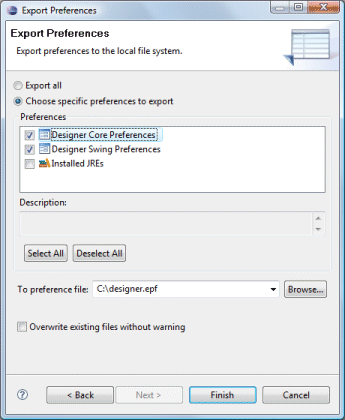 Export Preferences
Export Preferences
Export preferences to the local file system.
Export all
Choose specific preferences to export
Preferences
Designer Core Preferences
Designer Swing Preferences
Installed JREs
Description:
Select All Deselect All
To preference file: C:\designer.epf Browse...
Overwrite existing files without warning
? < Back Next > Finish Cancel